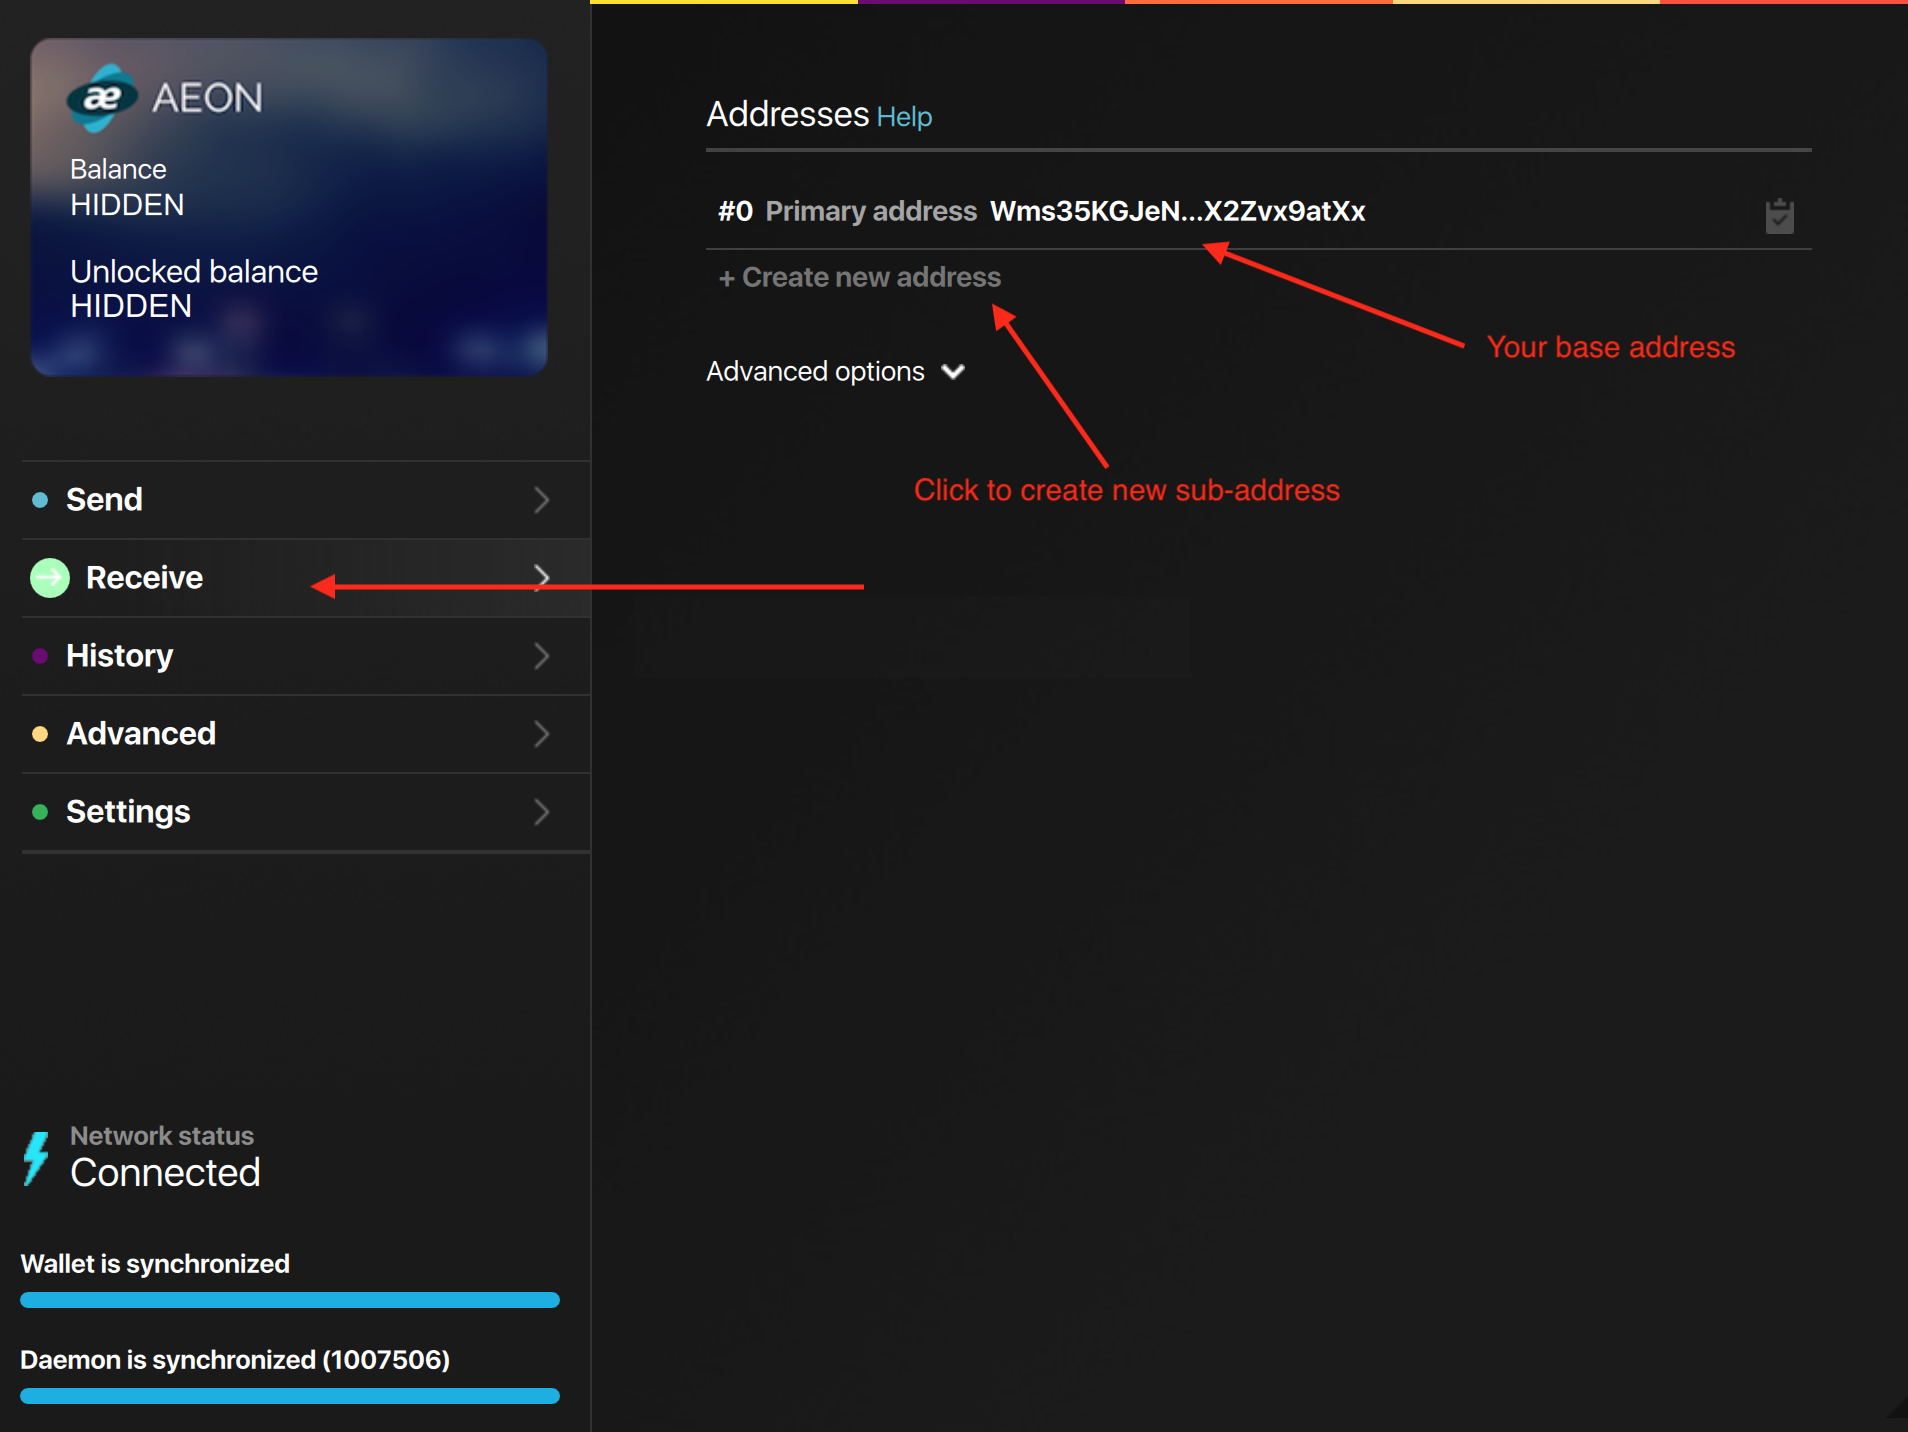 æ AEON
Balance
HIDDEN
Unlocked balance
HIDDEN
Send
Receive
History
Advanced
Settings
Network status
Connected
Wallet is synchronized
Daemon is synchronized (1007506)
Addresses Help
#0 Primary address Wms35KGJeN...X2Zvx9atXx
+ Create new address
Your base address
Advanced options
Click to create new sub-address